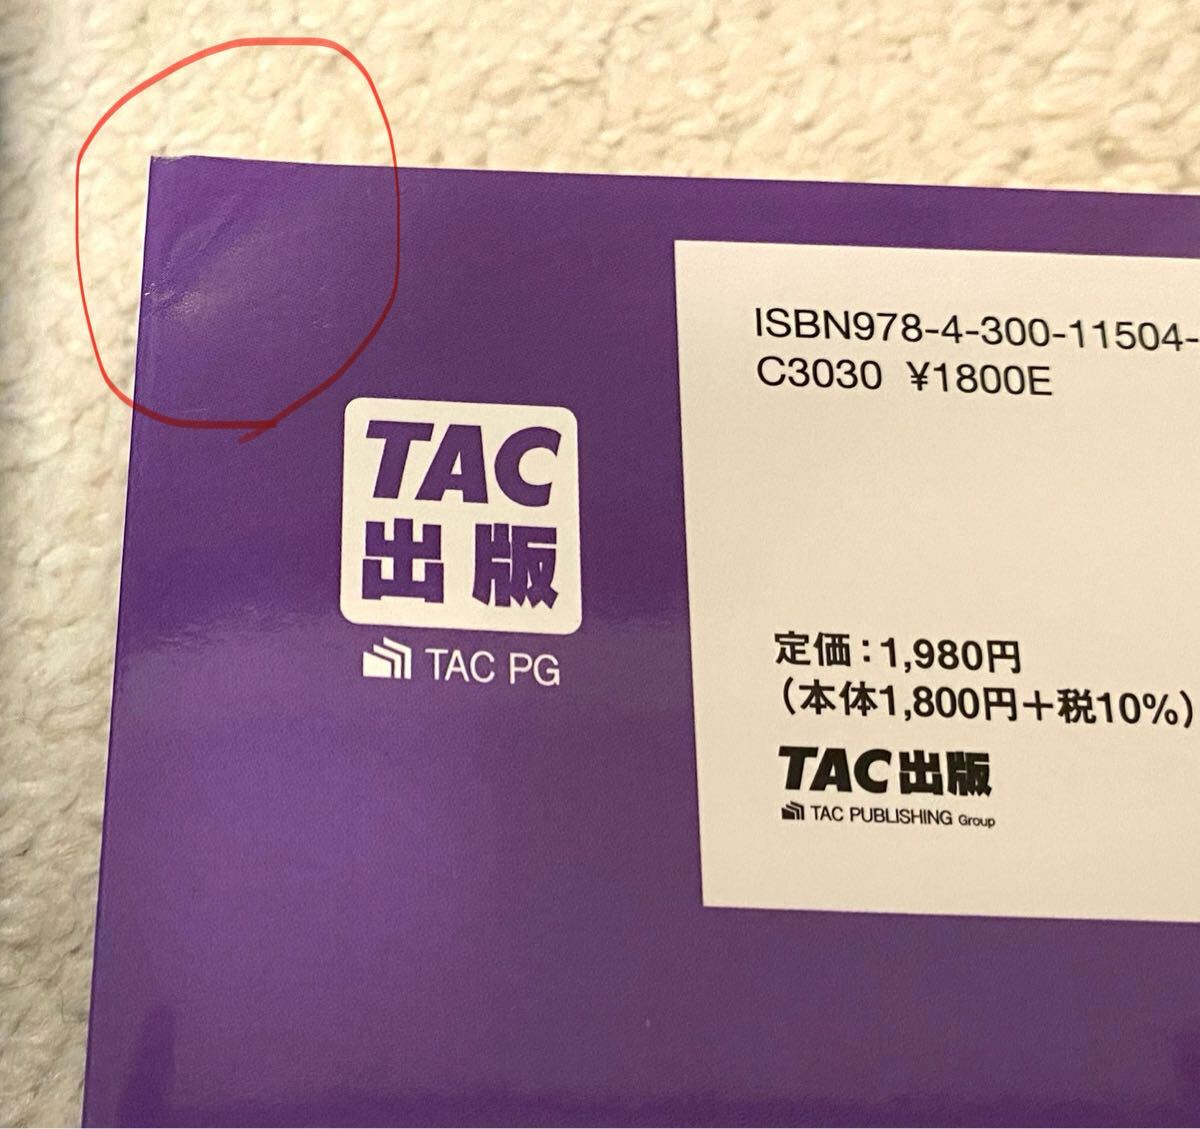 TAC
出版
TAC PG
ISBN978-4-300-11504-
C3030 ¥1800E
定価：1,980円
（本体1,800円＋税10％）
TAC出版
TAC PUBLISHING Group